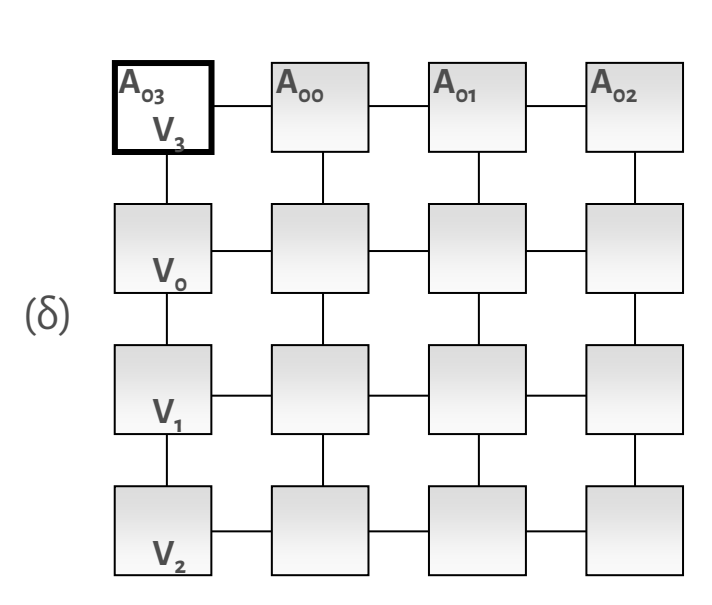 A₀₃ A₀₀ A₀₁ A₀₂
V₃
V₀
(δ)
V₁
V₂